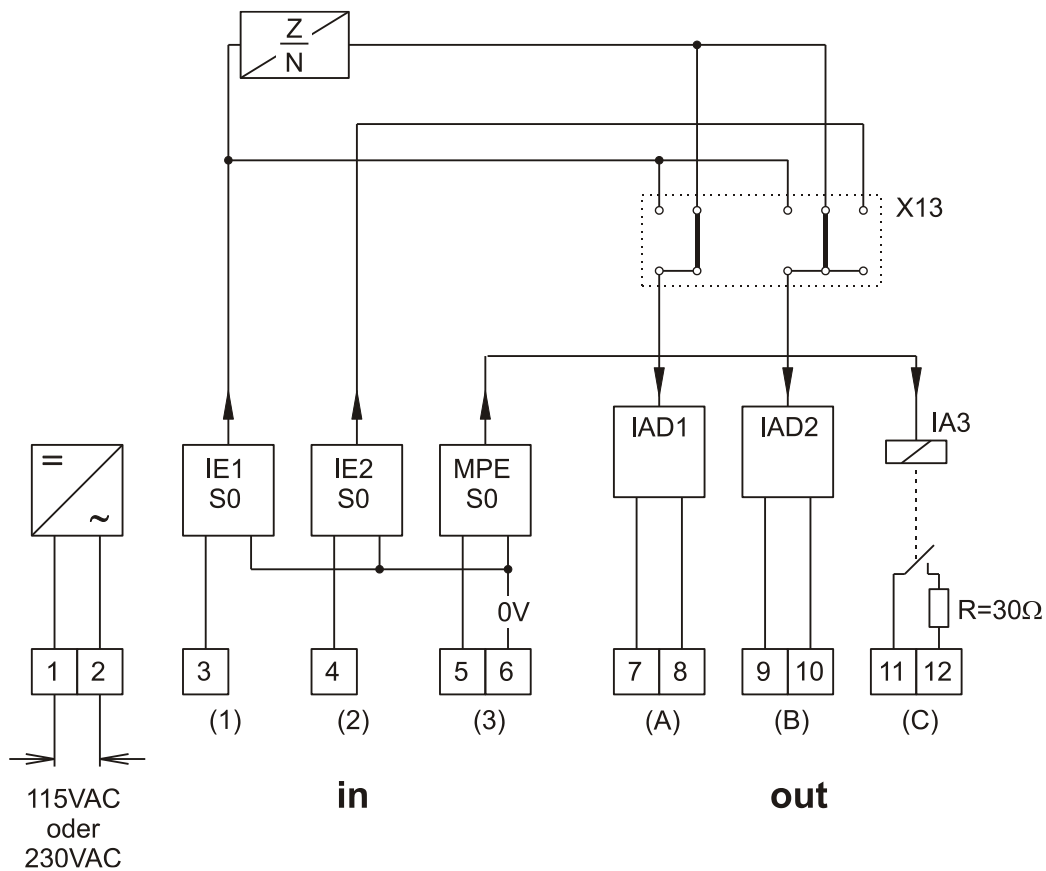 Z
N
X13
IAD1
IAD2
IA3
=
~
IE1
S0
IE2
S0
MPE
S0
0V
R=30Ω
1 2
3
4
5 6
7 8
9 10
11 12
(1)
(2)
(3)
(A)
(B)
(C)
115VAC
oder
230VAC
in
out